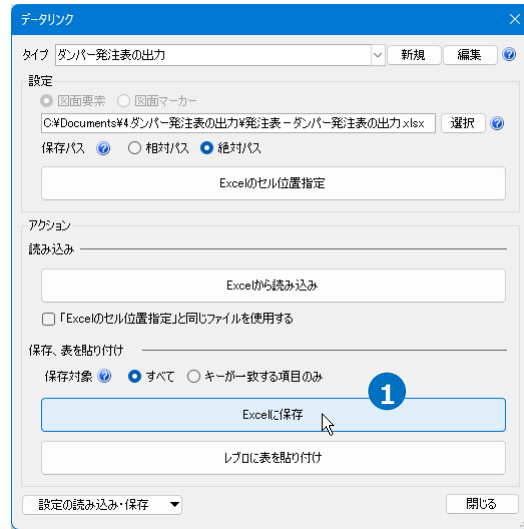 データリンク
タイプ ダンパー発注表の出力 新規 編集
設定
図面要素 図面マーカー
C:¥Documents¥4.ダンパー発注表の出力¥発注表－ダンパー発注表の出力.xlsx 選択
保存パス 相対パス 絶対パス
Excelのセル位置指定
アクション
読み込み
Excelから読み込み
「Excelのセル位置指定」と同じファイルを使用する
保存、表を貼り付け
保存対象 すべて キーが一致する項目のみ
1
Excelに保存
レブロに表を貼り付け
設定の読み込み・保存 閉じる